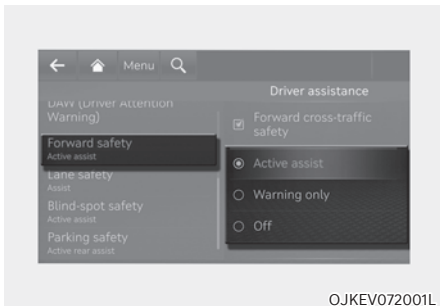 Menu
Driver assistance
DAW (Driver Attention
Warning)
Forward safety
Active assist
Lane safety
Assist
Blind-spot safety
Active assist
Parking safety
Active rear assist
Forward cross-traffic
safety
Active assist
Warning only
Off
OJKEV072001L